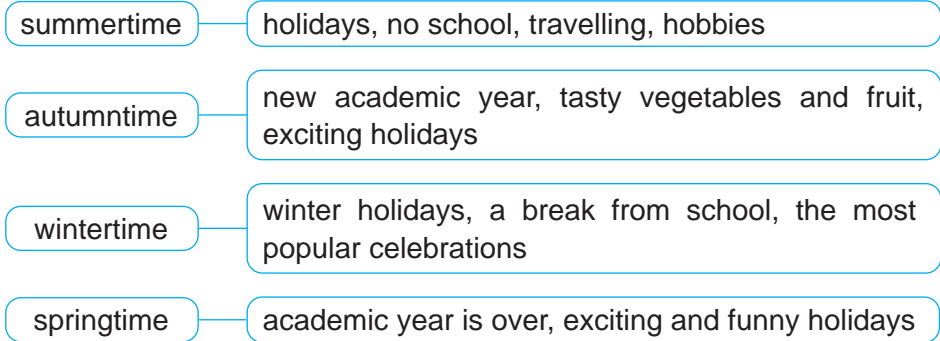 summertime holidays, no school, travelling, hobbies
autumntime new academic year, tasty vegetables and fruit,
exciting holidays
wintertime winter holidays, a break from school, the most
popular celebrations
springtime academic year is over, exciting and funny holidays